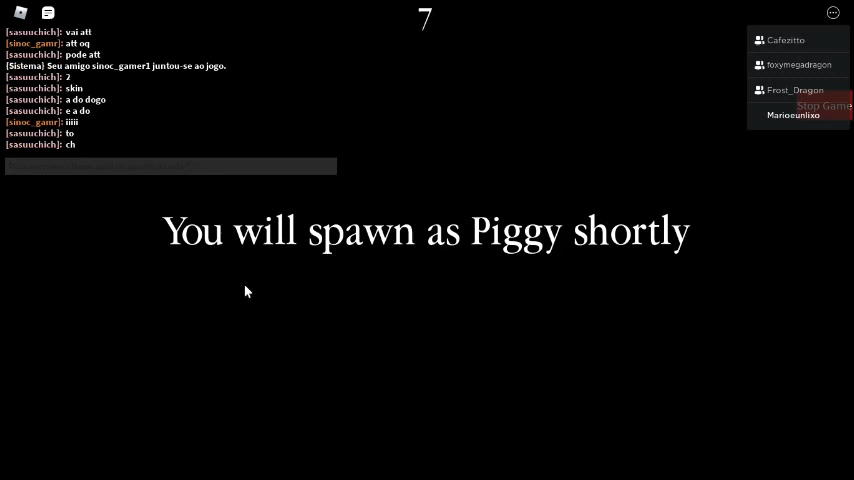 7
[sasuuchich]: vai att
[sinoc_gamr]: att oq
[sasuuchich]: pode att
{Sistema} Seu amigo sinoc_gamer1 juntou-se ao jogo.
[sasuuchich]: 2
[sasuuchich]: skin
[sasuuchich]: a do dogo
[sasuuchich]: e a do
[sinoc_gamr]: iiiii
[sasuuchich]: to
[sasuuchich]: ch
Cafezitto
foxymegadragon
Frost_Dragon
Stop Game
Marioeunlixo
You will spawn as Piggy shortly